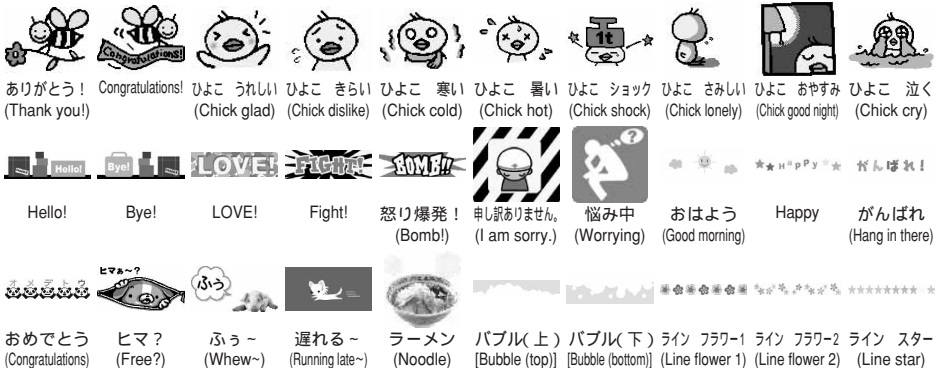 Congratulations!
1t
ありがとう！ Congratulations! ひよこ うれしい ひよこ きらい ひよこ 寒い ひよこ 暑い ひよこ ショック ひよこ さみしい ひよこ おやすみ ひよこ 泣く
(Thank you!) (Chick glad) (Chick dislike) (Chick cold) (Chick hot) (Chick shock) (Chick lonely) (Chick good night) (Chick cry)
Hello! Bye! LOVE! FIGHT! BOMB!! ? HAPPY がんばれ!
Hello! Bye! LOVE! Fight! 怒り爆発！ 申し訳ありません。 悩み中 おはよう Happy がんばれ
(Bomb!) (I am sorry.) (Worrying) (Good morning) (Hang in there)
オメデトウ ヒマぁ～? ふぅ
おめでとう ヒマ？ ふぅ～ 遅れる～ ラーメン バブル(上) バブル(下) ライン フラワー1 ライン フラワー2 ライン スター
(Congratulations) (Free?) (Whew~) (Running late~) (Noodle) [Bubble (top)] [Bubble (bottom)] (Line flower 1) (Line flower 2) (Line star)